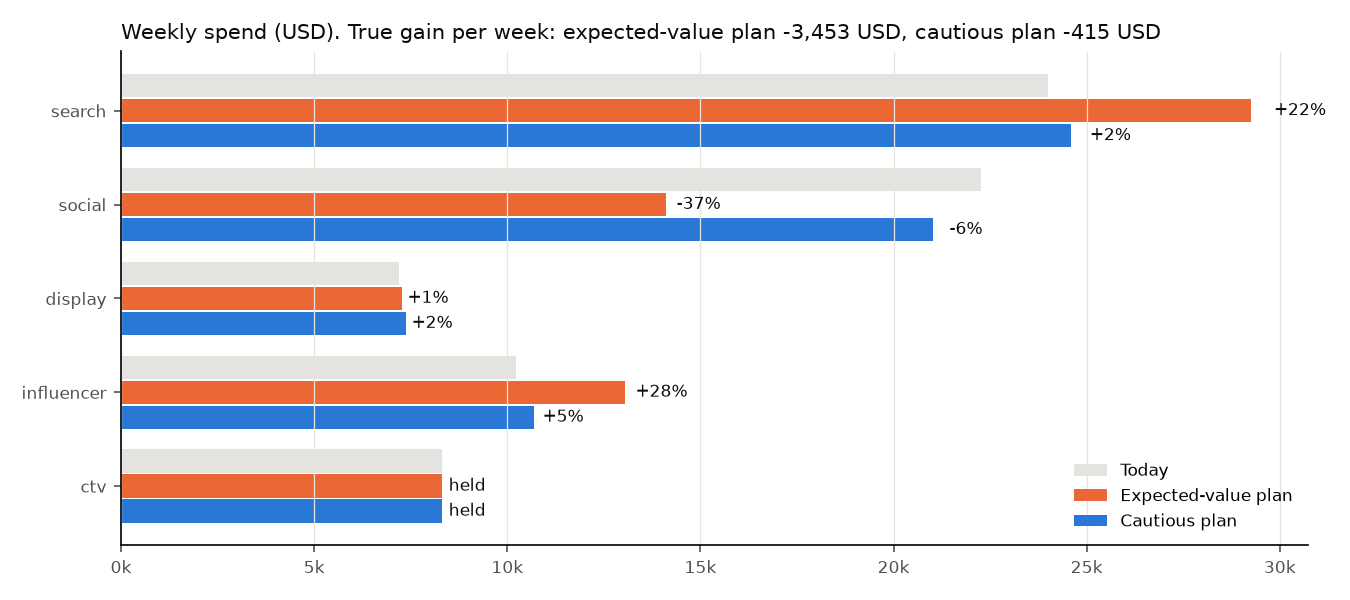 Weekly spend (USD). True gain per week: expected-value plan -3,453 USD, cautious plan -415 USD
search
+22%
+2%
social
-37%
-6%
display
+1%
+2%
influencer
+28%
+5%
ctv
held
held
Today
Expected-value plan
Cautious plan
0k 5k 10k 15k 20k 25k 30k